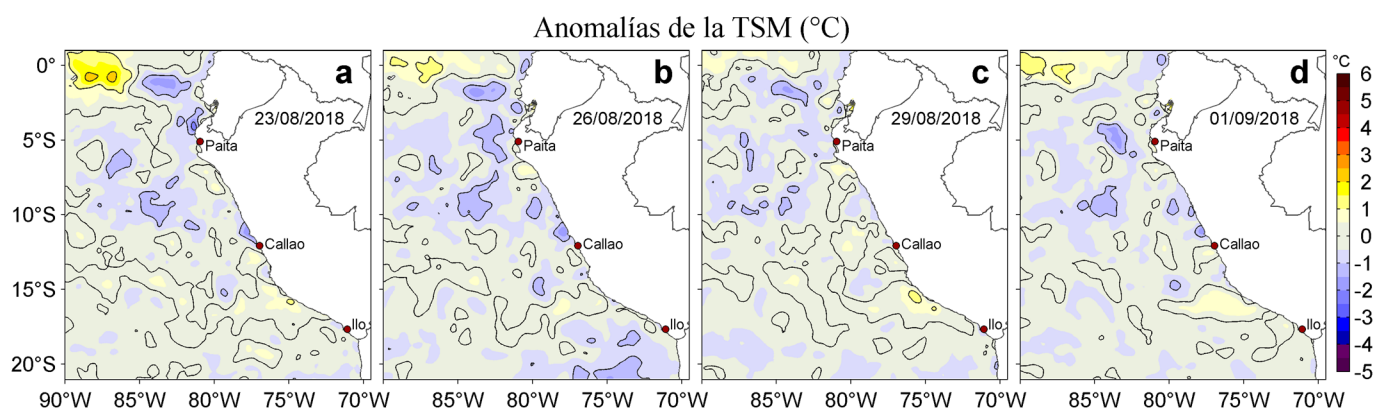 Anomalías de la TSM (°C)
a
b
c
d
23/08/2018
26/08/2018
29/08/2018
01/09/2018
Paita
Paita
Paita
Paita
Callao
Callao
Callao
Callao
Ilo
Ilo
Ilo
Ilo
0°
5°S
10°S
15°S
20°S
90°W 85°W 80°W 75°W 70°W
85°W 80°W 75°W 70°W
85°W 80°W 75°W 70°W
85°W 80°W 75°W 70°W
°C
6
5
4
3
2
1
0
-1
-2
-3
-4
-5